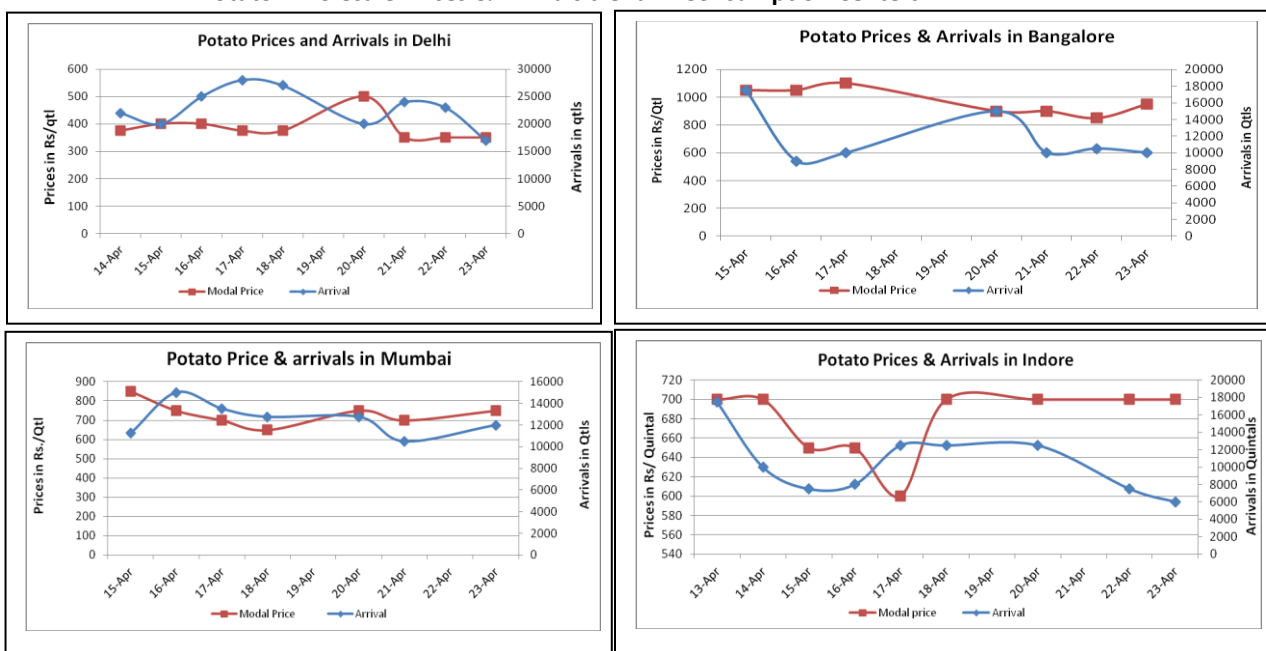 Potato Prices and Arrivals in Delhi
600
500
400
300
200
100
0
30000
25000
20000
15000
10000
5000
0
Prices in Rs/qtl
Arrivals in qtls
14-Apr
15-Apr
16-Apr
17-Apr
18-Apr
19-Apr
20-Apr
21-Apr
22-Apr
23-Apr
Modal Price
Arrival
Potato Prices & Arrivals in Bangalore
1200
1000
800
600
400
200
0
20000
18000
16000
14000
12000
10000
8000
6000
4000
2000
0
Prices in Rs/Qtl
Arrivals in Qtls
15-Apr
16-Apr
17-Apr
18-Apr
19-Apr
20-Apr
21-Apr
22-Apr
23-Apr
Modal Price
Arrival
Potato Price & arrivals in Mumbai
900
800
700
600
500
400
300
200
100
0
16000
14000
12000
10000
8000
6000
4000
2000
0
Prices in Rs./Qtl
Arrivals in Qtls
15-Apr
16-Apr
17-Apr
18-Apr
19-Apr
20-Apr
21-Apr
22-Apr
23-Apr
Modal Price
Arrival
Potato Prices & Arrivals in Indore
720
700
680
660
640
620
600
580
560
540
20000
18000
16000
14000
12000
10000
8000
6000
4000
2000
0
Prices in Rs/ Quintal
Arrivals in Quintals
13-Apr
14-Apr
15-Apr
16-Apr
17-Apr
18-Apr
19-Apr
20-Apr
21-Apr
22-Apr
23-Apr
Modal price
Arrival